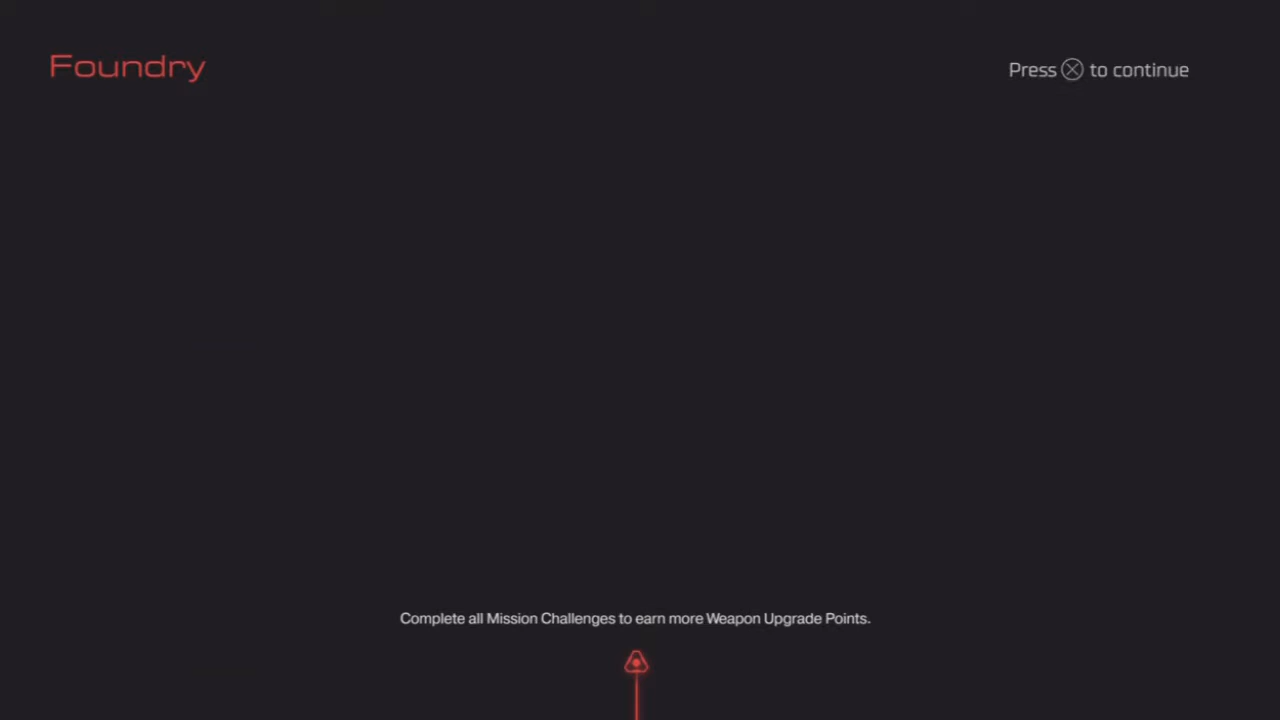 Foundry
Press ⓧ to continue
Complete all Mission Challenges to earn more Weapon Upgrade Points.